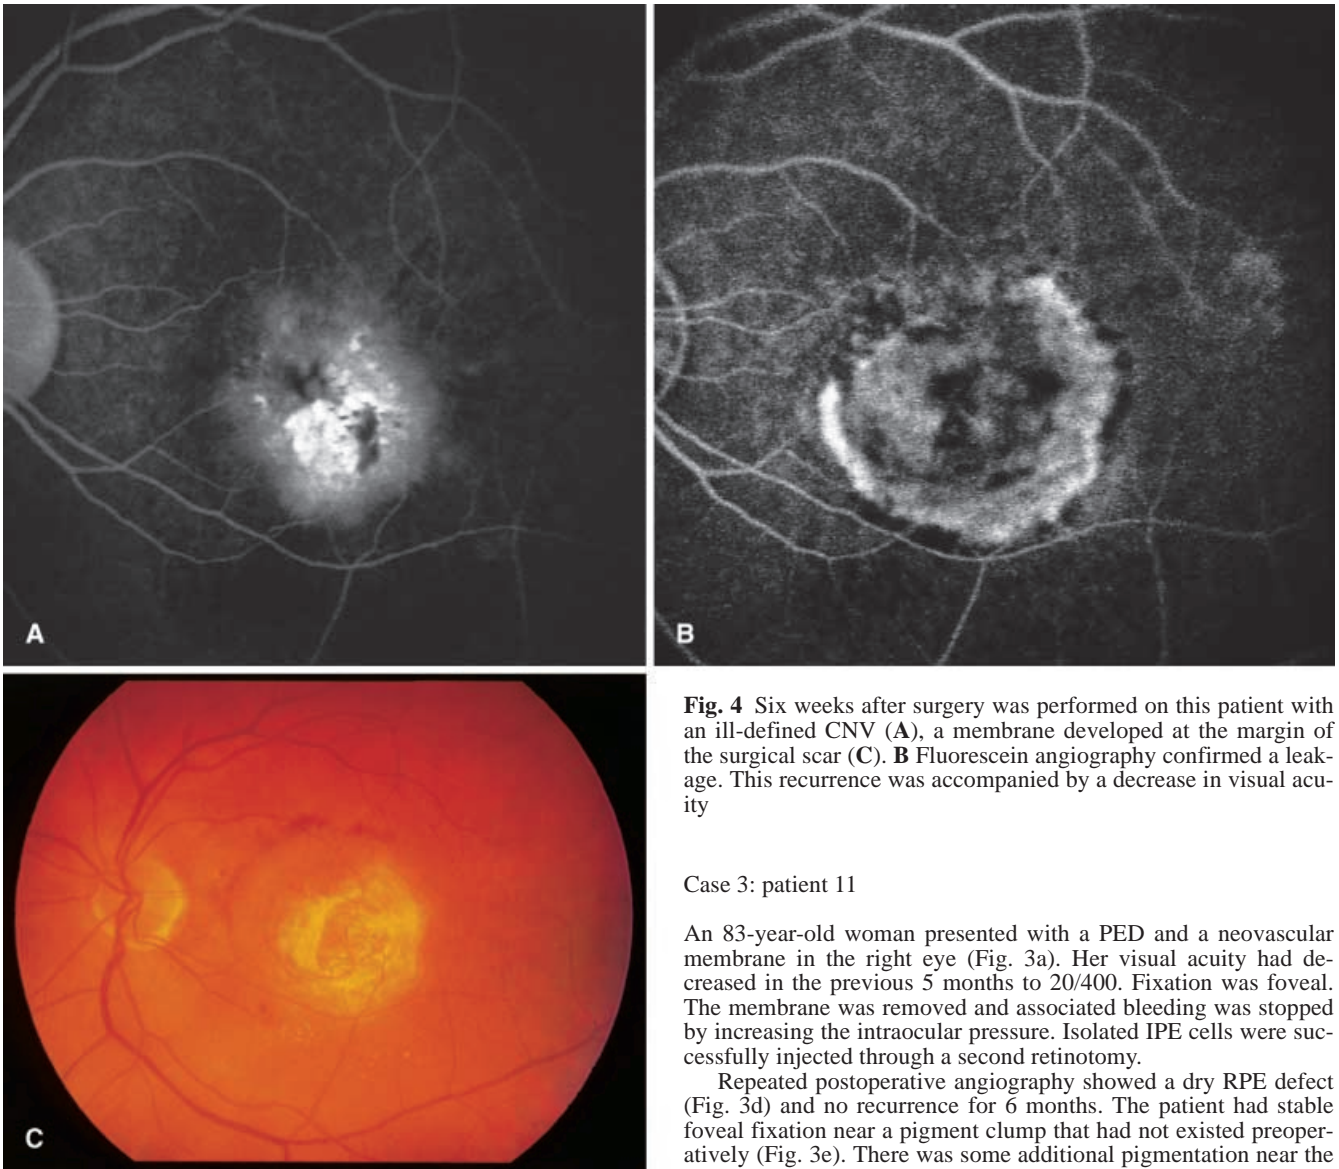 A
B
C
Fig. 4 Six weeks after surgery was performed on this patient with
an ill-defined CNV (A), a membrane developed at the margin of
the surgical scar (C). B Fluorescein angiography confirmed a leak-
age. This recurrence was accompanied by a decrease in visual acu-
ity
Case 3: patient 11
An 83-year-old woman presented with a PED and a neovascular
membrane in the right eye (Fig. 3a). Her visual acuity had de-
creased in the previous 5 months to 20/400. Fixation was foveal.
The membrane was removed and associated bleeding was stopped
by increasing the intraocular pressure. Isolated IPE cells were suc-
cessfully injected through a second retinotomy.
Repeated postoperative angiography showed a dry RPE defect
(Fig. 3d) and no recurrence for 6 months. The patient had stable
foveal fixation near a pigment clump that had not existed preoper-
atively (Fig. 3e). There was some additional pigmentation near the